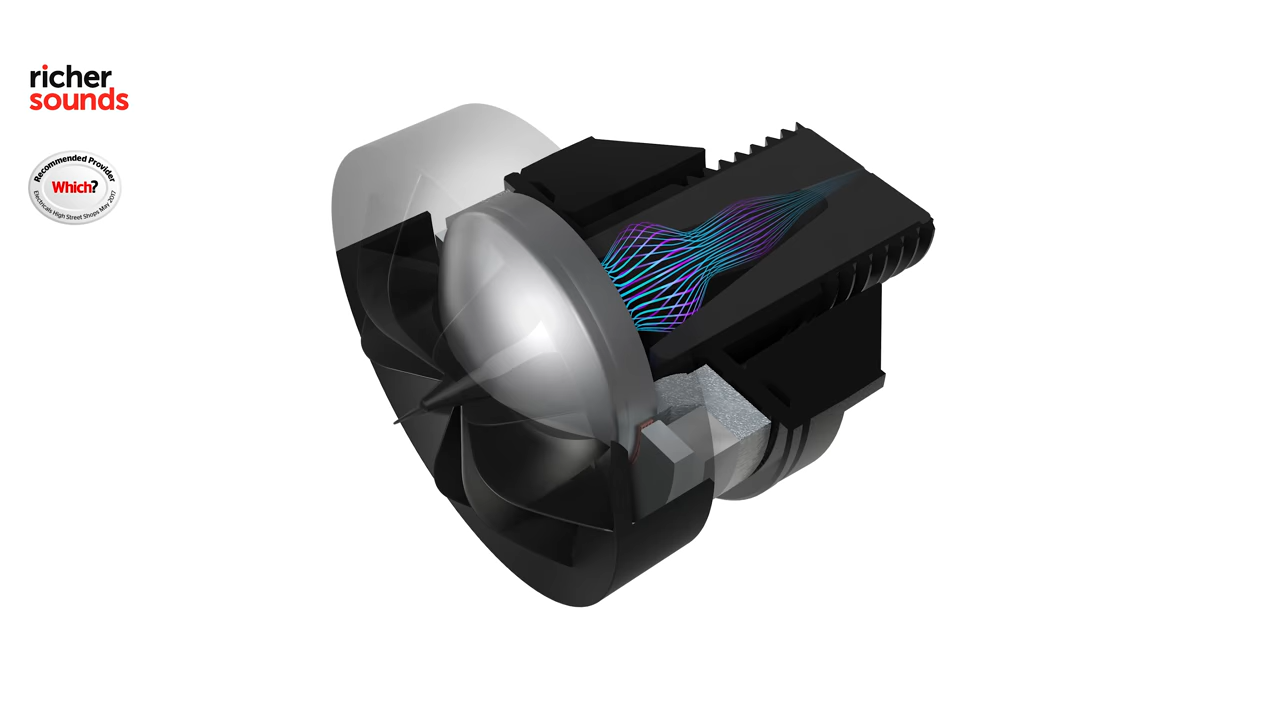 richer
sounds
Recommended Provider
Which?
Electricals High Street Shops May 2017